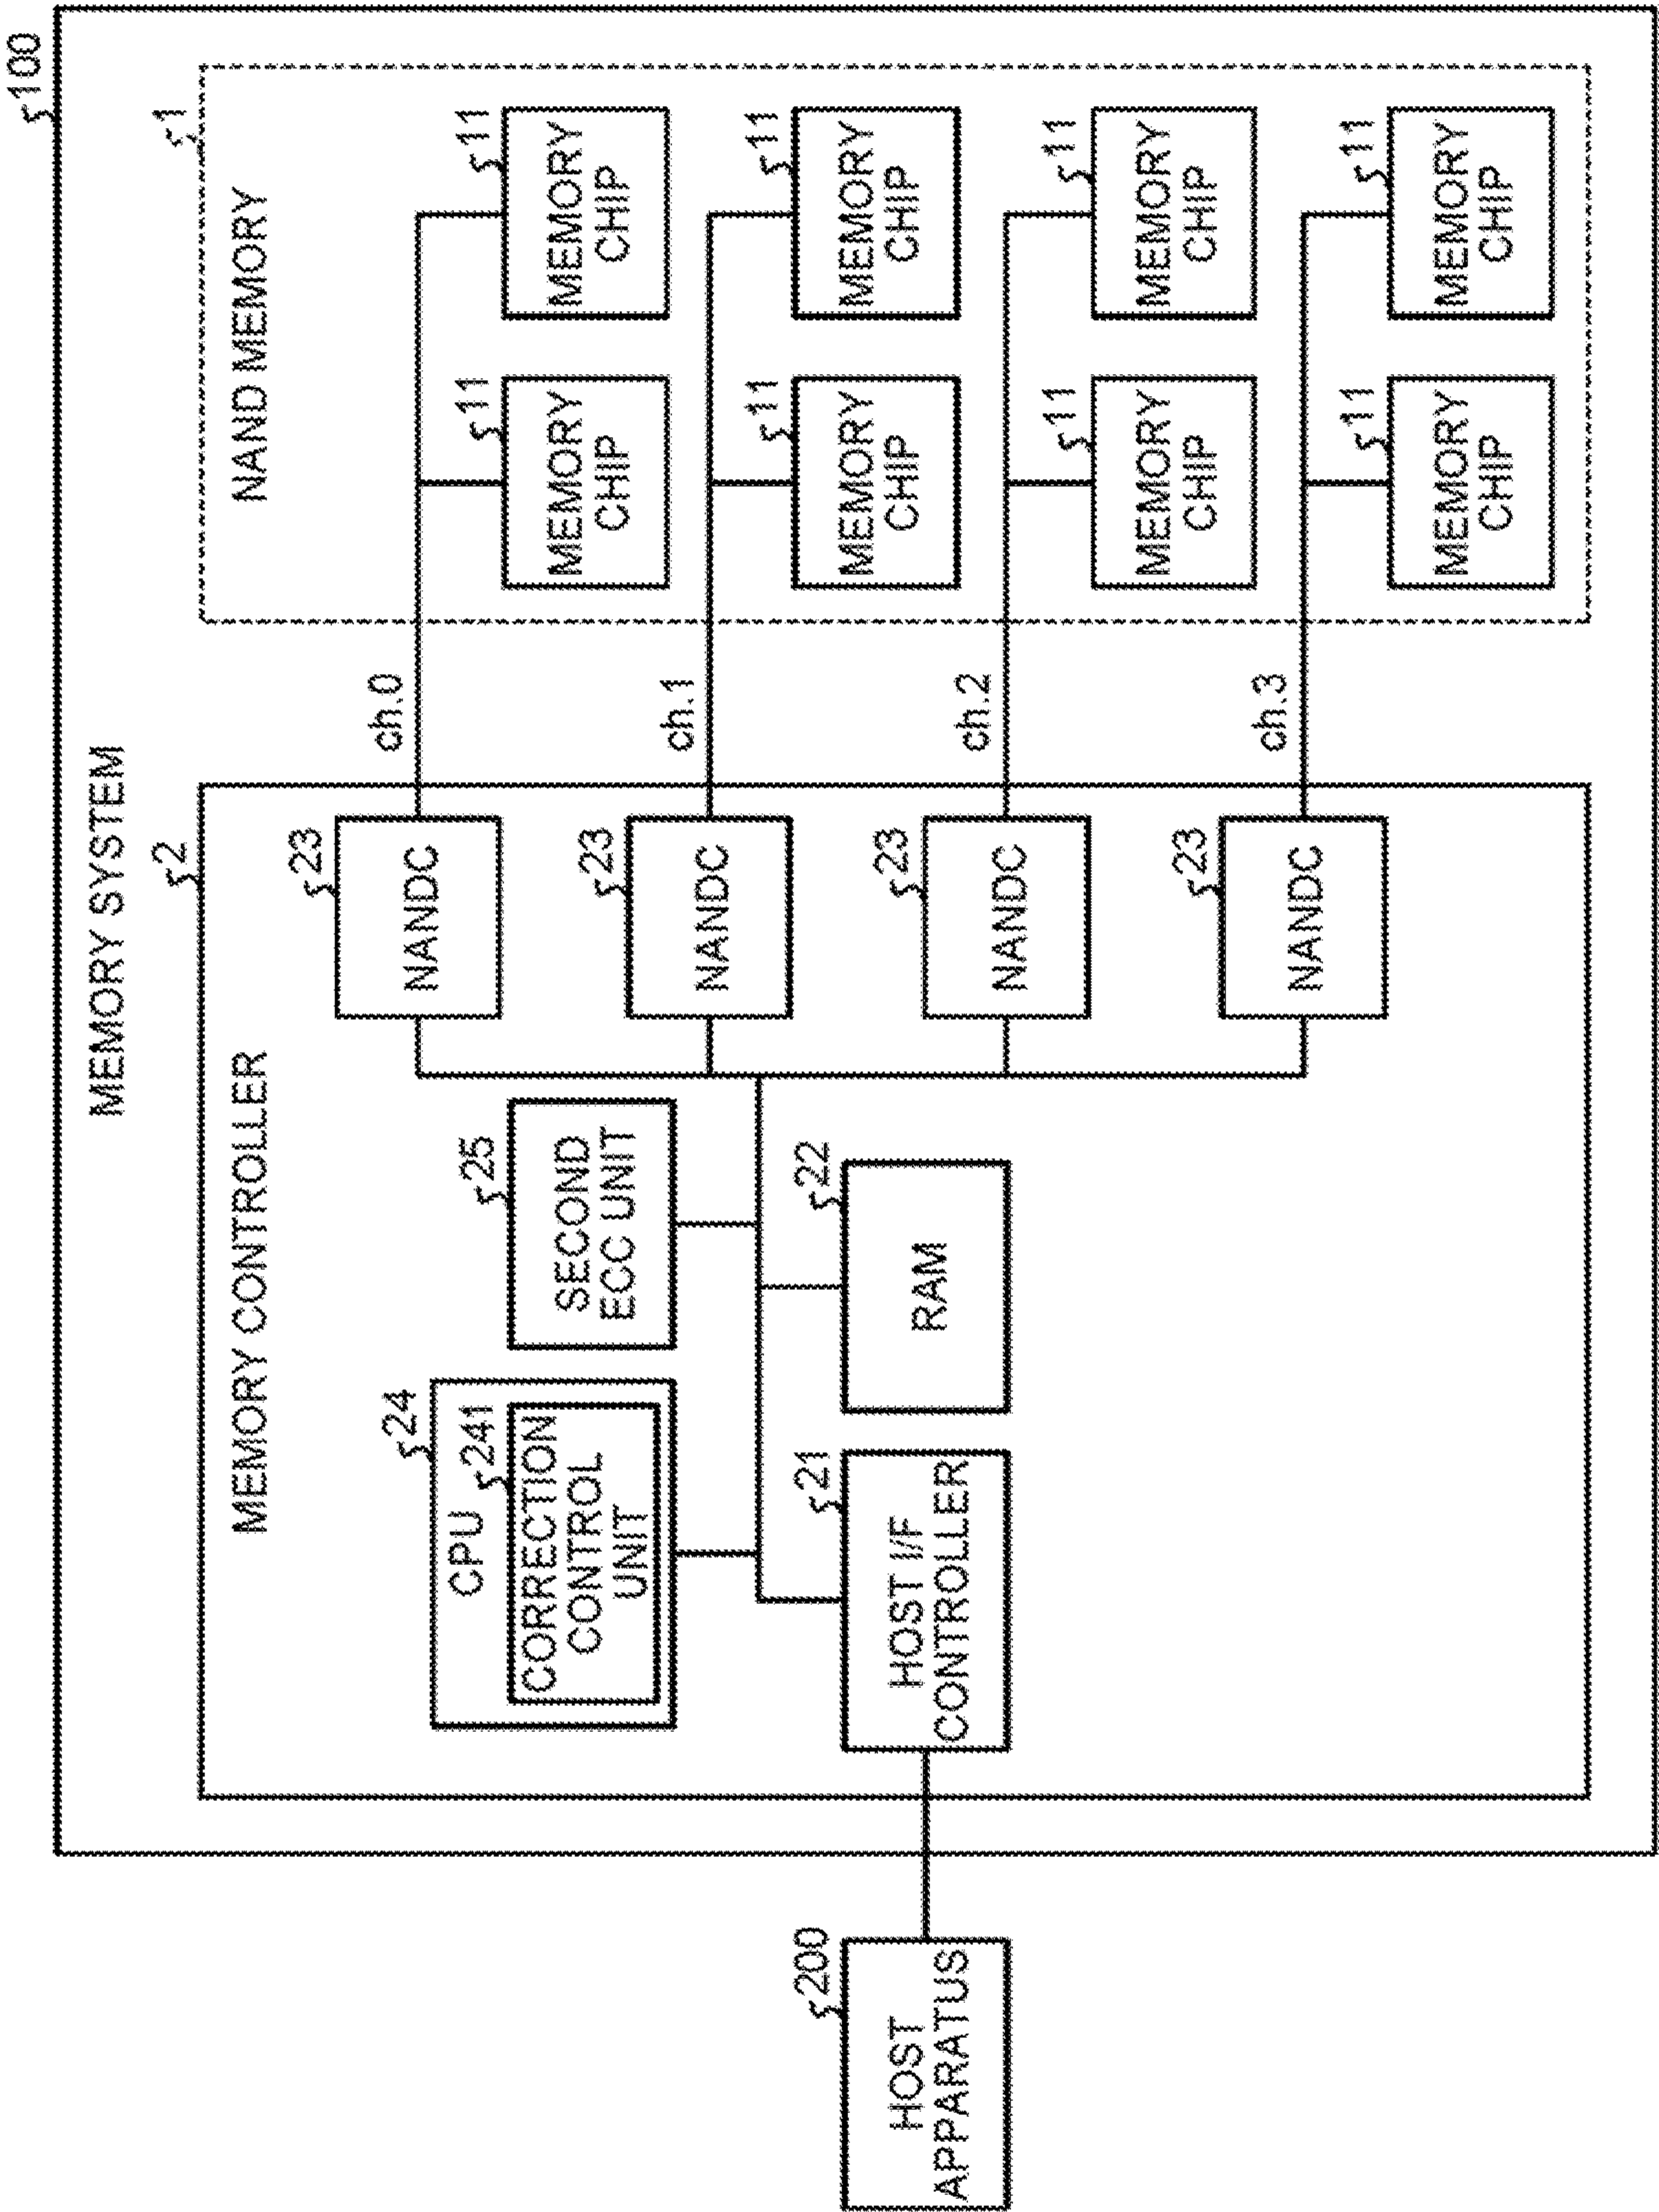 100
MEMORY SYSTEM
2
1
MEMORY CONTROLLER
NAND MEMORY
24
CPU
241
CORRECTION
CONTROL
UNIT
25
SECOND
ECC UNIT
23
NANDC
ch.0
11
MEMORY
CHIP
11
MEMORY
CHIP
23
NANDC
ch.1
11
MEMORY
CHIP
11
MEMORY
CHIP
200
HOST
APPARATUS
21
HOST I/F
CONTROLLER
22
RAM
23
NANDC
ch.2
11
MEMORY
CHIP
11
MEMORY
CHIP
23
NANDC
ch.3
11
MEMORY
CHIP
11
MEMORY
CHIP